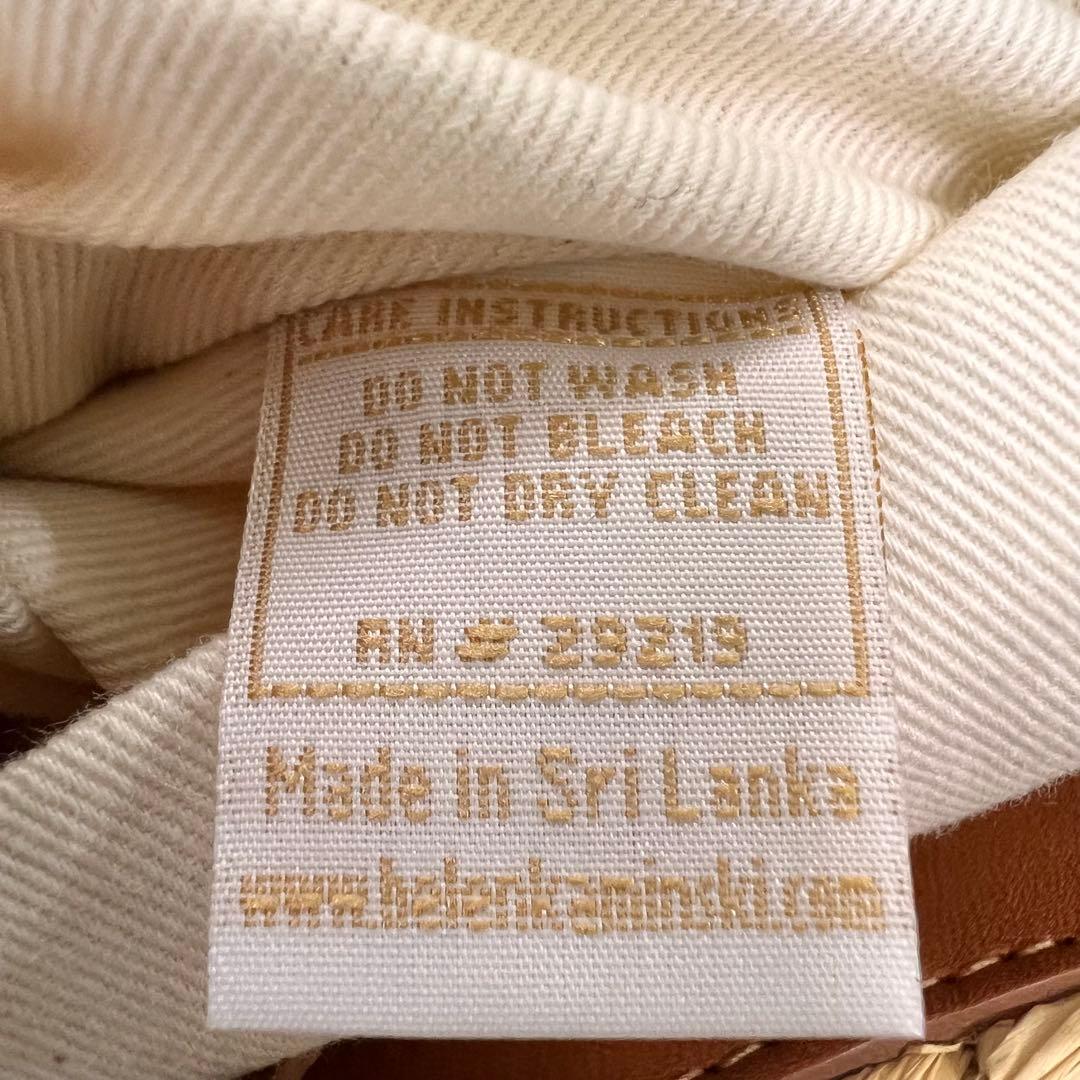 CARE INSTRUCTIONS
DO NOT WASH
DO NOT BLEACH
DO NOT DRY CLEAN
RN # 29219
Made in Sri Lanka
www.helenkaminski.com